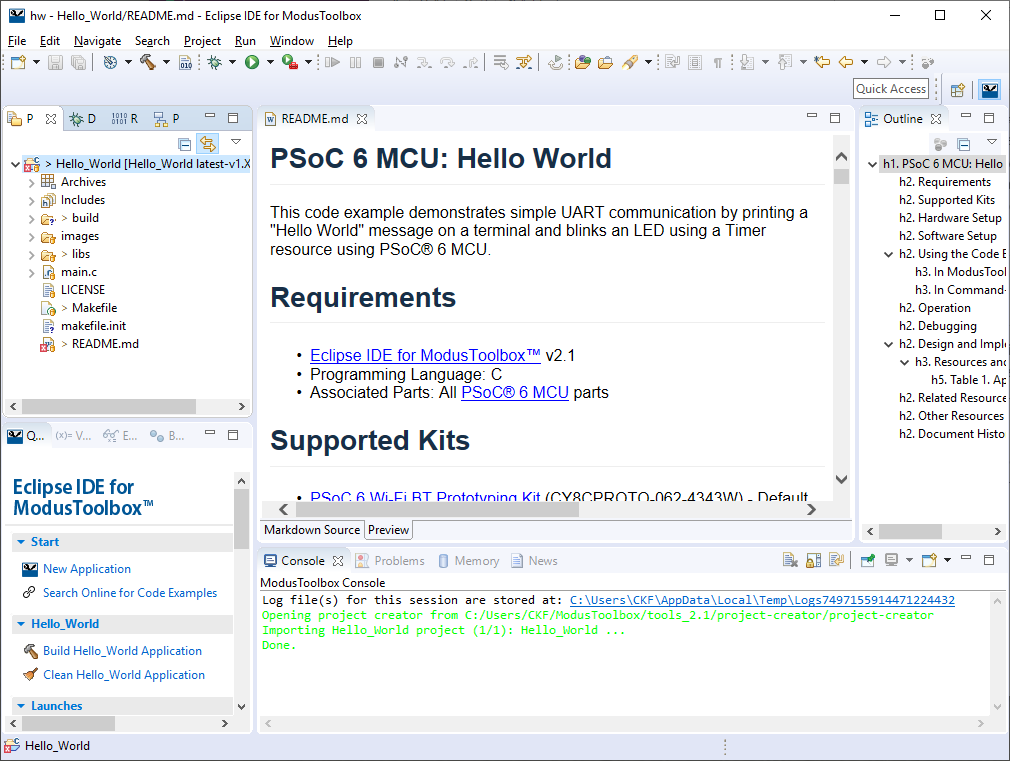 hw - Hello_World/README.md - Eclipse IDE for ModusToolbox
File Edit Navigate Search Project Run Window Help
Quick Access
P D R P
> Hello_World [Hello_World latest-v1.X
Archives
Includes
> build
images
> libs
main.c
LICENSE
> Makefile
makefile.init
> README.md
README.md
PSoC 6 MCU: Hello World
This code example demonstrates simple UART communication by printing a
"Hello World" message on a terminal and blinks an LED using a Timer
resource using PSoC® 6 MCU.
Requirements
• Eclipse IDE for ModusToolbox™ v2.1
• Programming Language: C
• Associated Parts: All PSoC® 6 MCU parts
Supported Kits
• PSoC 6 Wi-Fi BT Prototyping Kit (CY8CPROTO-062-4343W) - Default
Markdown Source Preview
Outline
h1. PSoC 6 MCU: Hello
h2. Requirements
h2. Supported Kits
h2. Hardware Setup
h2. Software Setup
h2. Using the Code E
h3. In ModusTool
h3. In Command-
h2. Operation
h2. Debugging
h2. Design and Imple
h3. Resources and
h5. Table 1. Ap
h2. Related Resource
h2. Other Resources
h2. Document Histo
Q... (x)= V... E... B...
Eclipse IDE for
ModusToolbox™
Start
New Application
Search Online for Code Examples
Hello_World
Build Hello_World Application
Clean Hello_World Application
Launches
Console Problems Memory News
ModusToolbox Console
Log file(s) for this session are stored at: C:\Users\CKF\AppData\Local\Temp\Logs7497155914471224432
Opening project creator from C:/Users/CKF/ModusToolbox/tools_2.1/project-creator/project-creator
Importing Hello_World project (1/1): Hello_World ...
Done.
Hello_World